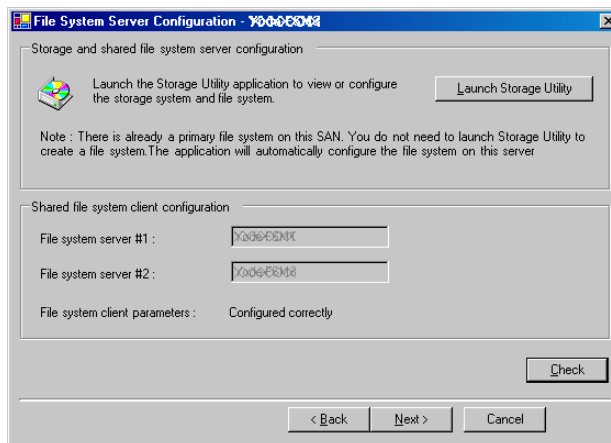 File System Server Configuration -
Storage and shared file system server configuration
Launch the Storage Utility application to view or configure
the storage system and file system.
Launch Storage Utility
Note : There is already a primary file system on this SAN. You do not need to launch Storage Utility to
create a file system.The application will automatically configure the file system on this server
Shared file system client configuration
File system server #1 :
File system server #2 :
File system client parameters : Configured correctly
Check
< Back
Next >
Cancel